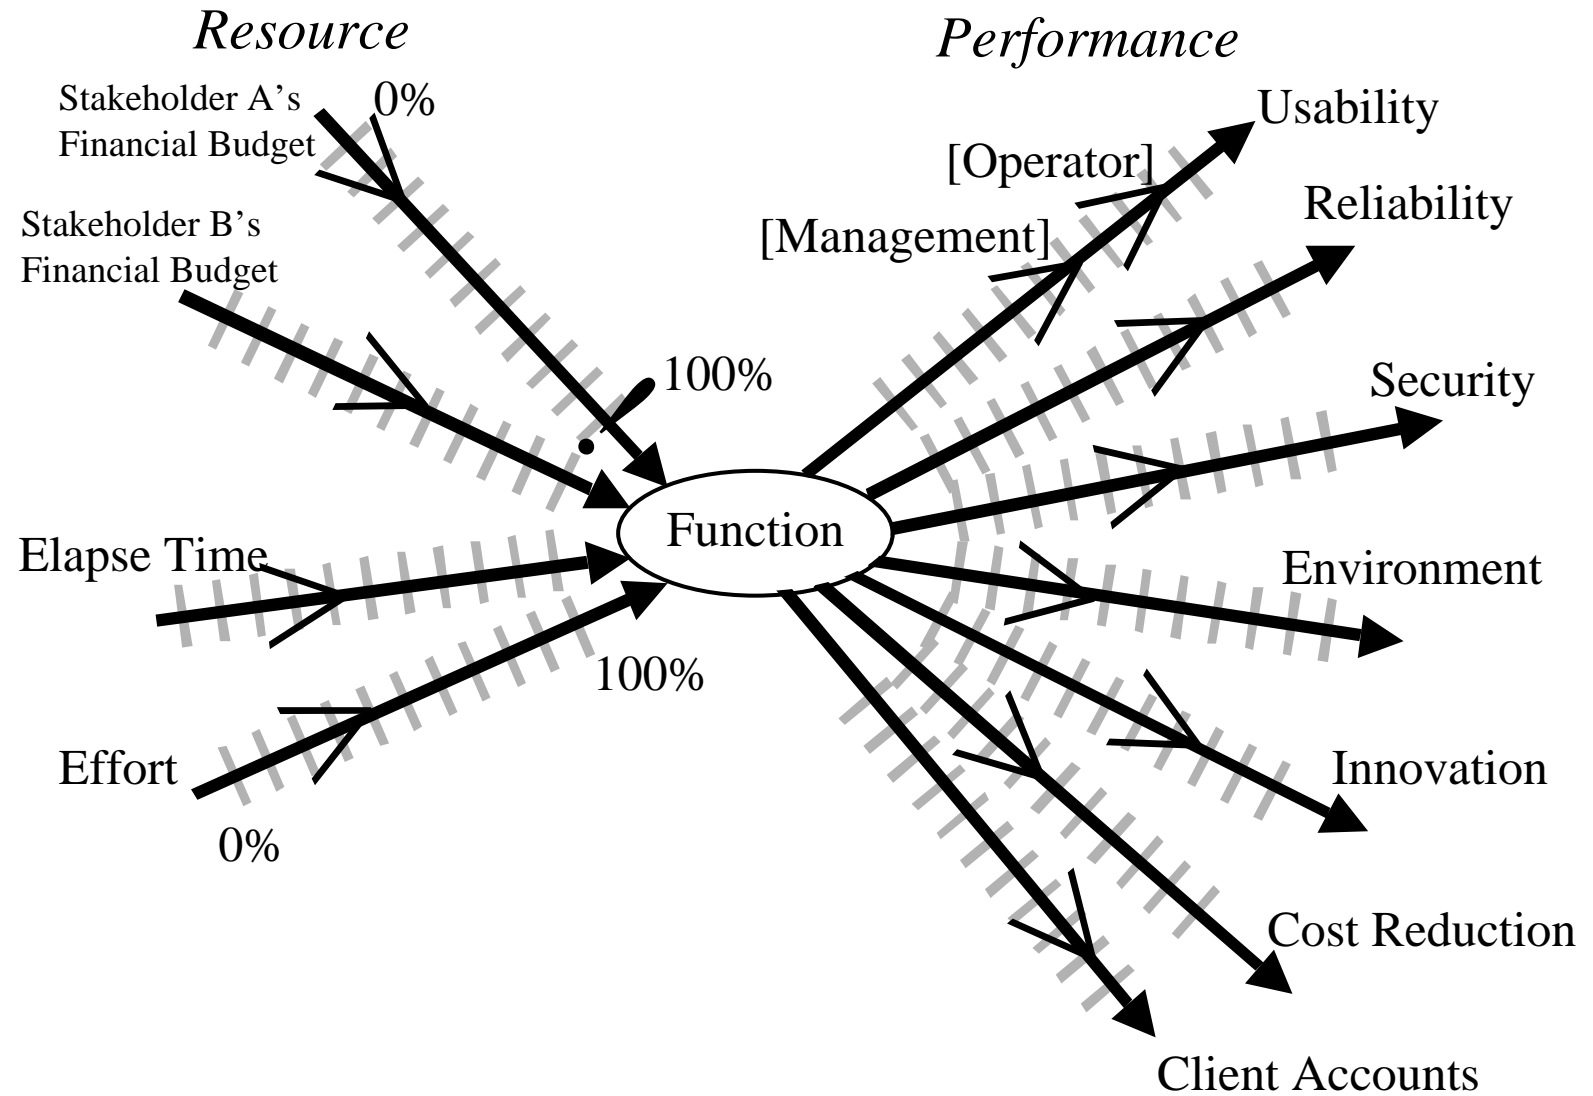 Resource
Performance
Stakeholder A's
Financial Budget
0%
Usability
[Operator]
Reliability
Stakeholder B's
Financial Budget
[Management]
100%
Security
Function
Elapse Time
Environment
100%
Effort
Innovation
0%
Cost Reduction
Client Accounts